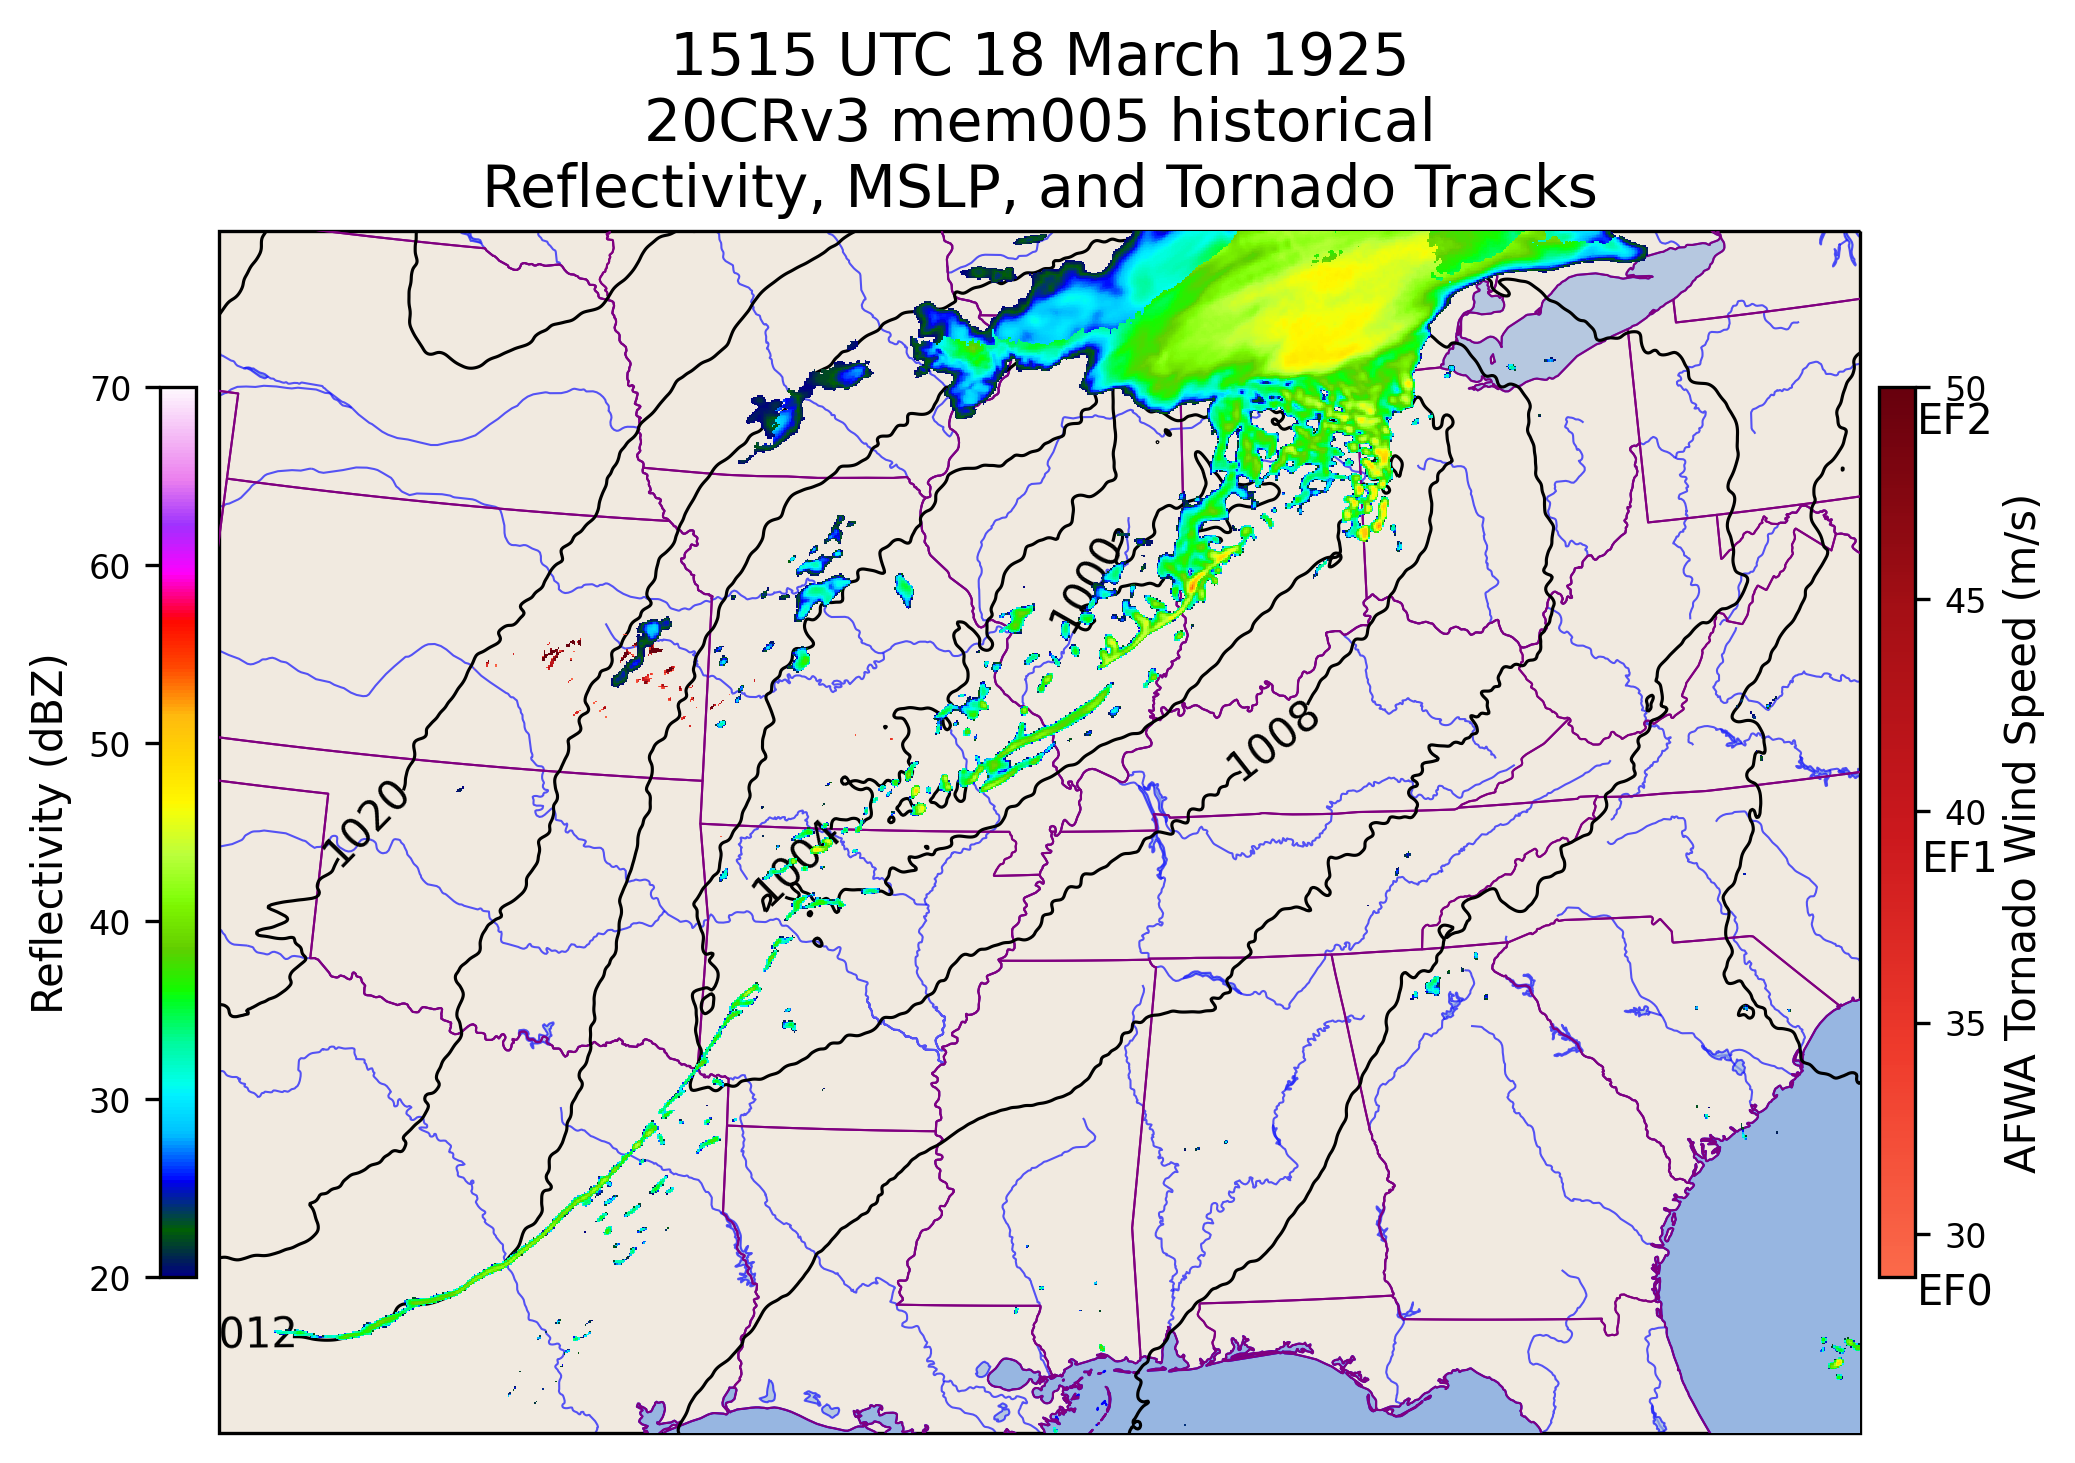 1515 UTC 18 March 1925
20CRv3 mem005 historical
Reflectivity, MSLP, and Tornado Tracks
70
60
50
40
30
20
Reflectivity (dBZ)
1000
1008
1020
1004
012
50
EF2
45
40
EF1
35
30
EF0
AFWA Tornado Wind Speed (m/s)